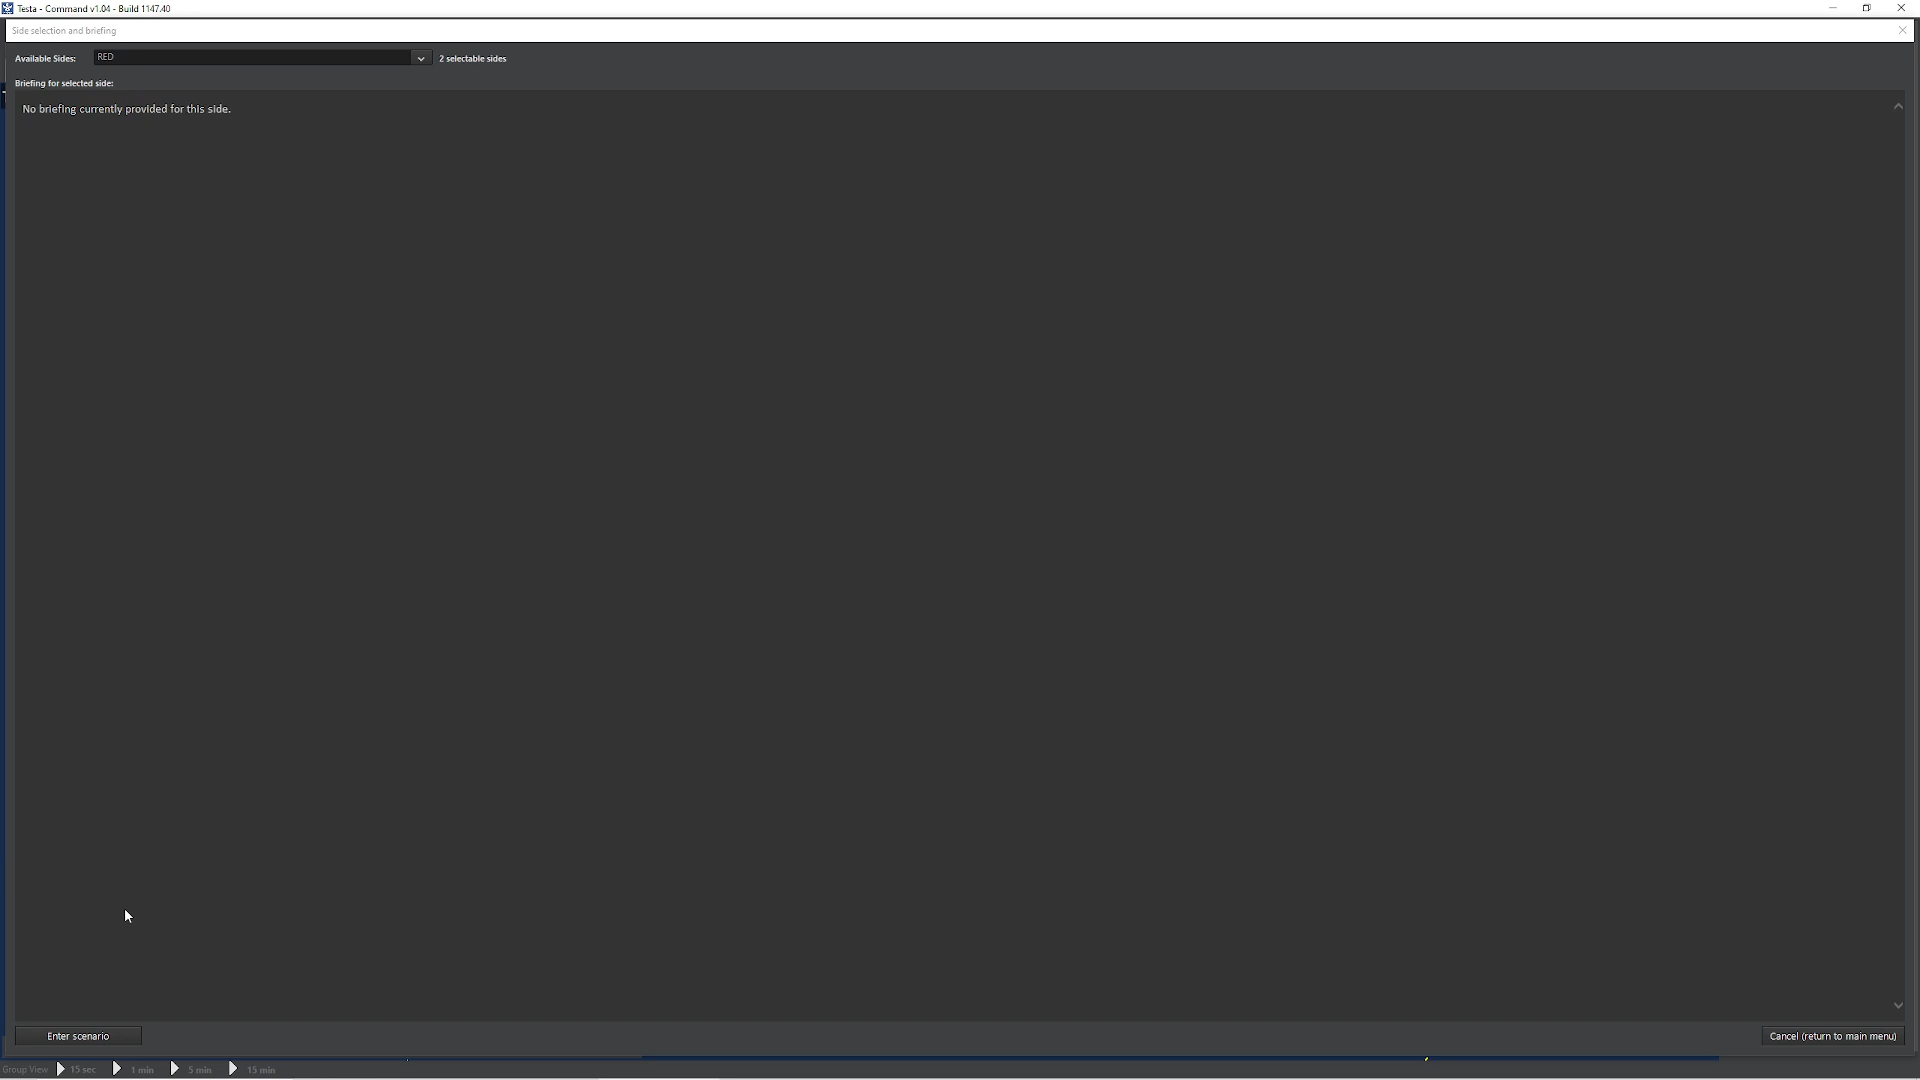 Testa - Command v1.04 - Build 1147.40
Side selection and briefing
Available Sides: RED 2 selectable sides
Briefing for selected side:
No briefing currently provided for this side.
Enter scenario Cancel (return to main menu)
Group View 15 sec 1 min 5 min 15 min